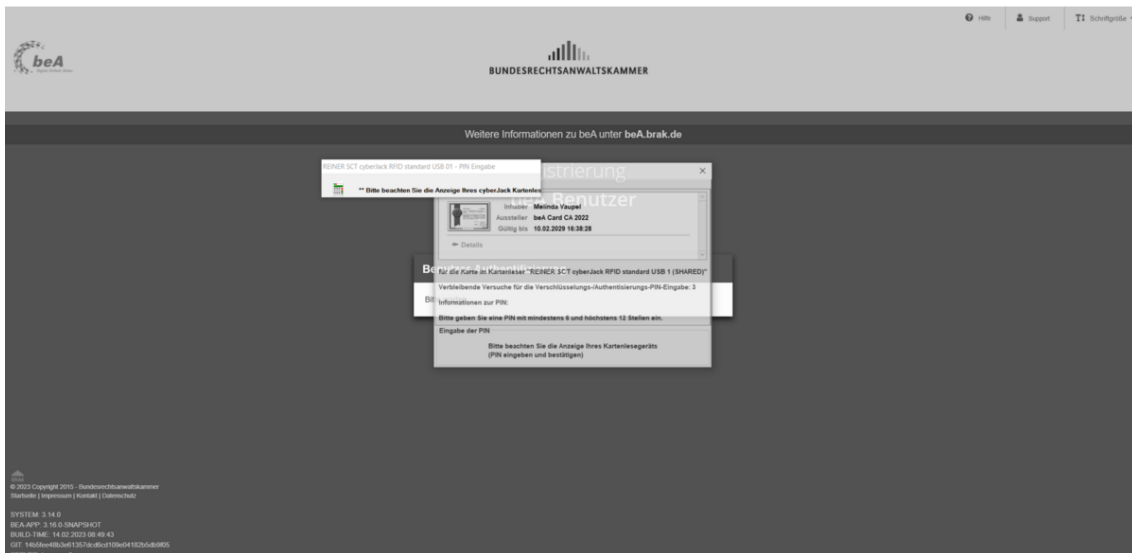 Hilfe
Support
Schriftgröße
beA
BUNDESRECHTSANWALTSKAMMER
Weitere Informationen zu beA unter beA.brak.de
REINER SCT cyberJack RFID standard USB 01 - PIN Eingabe
** Bitte beachten Sie die Anzeige Ihres cyberJack Kartenles
istrierung
beA Benutzer
Inhaber Melinda Vaupel
Aussteller beA Card CA 2022
Gültig bis 10.02.2029 16:38:28
Details
für die Karte in Kartenleser "REINER SCT cyberJack RFID standard USB 1 (SHARED)"
Verbleibende Versuche für die Verschlüsselungs-/Authentisierungs-PIN-Eingabe: 3
Informationen zur PIN:
Bitte geben Sie eine PIN mit mindestens 6 und höchstens 12 Stellen ein.
Eingabe der PIN
Bitte beachten Sie die Anzeige Ihres Kartenlesegeräts
(PIN eingeben und bestätigen)
BRAK
© 2023 Copyright 2015 - Bundesrechtsanwaltskammer
Startseite | Impressum | Kontakt | Datenschutz
SYSTEM: 3.14.0
BEA-APP: 3.16.0-SNAPSHOT
BUILD-TIME: 14.02.2023 08:49:43